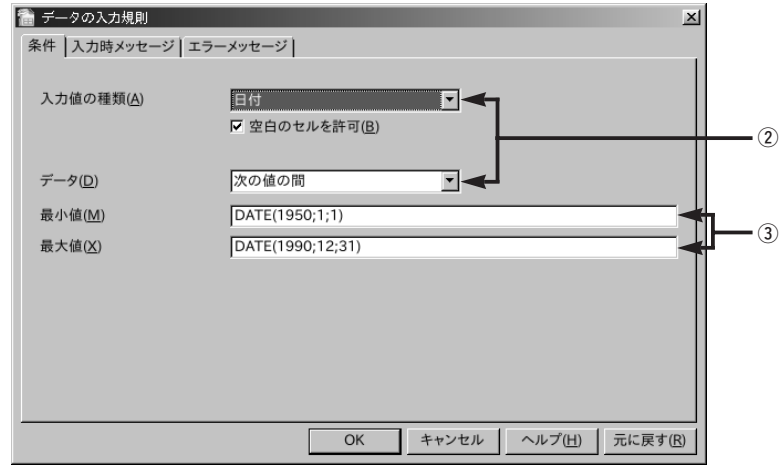 データの入力規則
条件 入力時メッセージ エラーメッセージ
入力値の種類(A) 日付
空白のセルを許可(B)
②
データ(D) 次の値の間
最小値(M) DATE(1950;1;1)
③
最大値(X) DATE(1990;12;31)
OK キャンセル ヘルプ(H) 元に戻す(R)